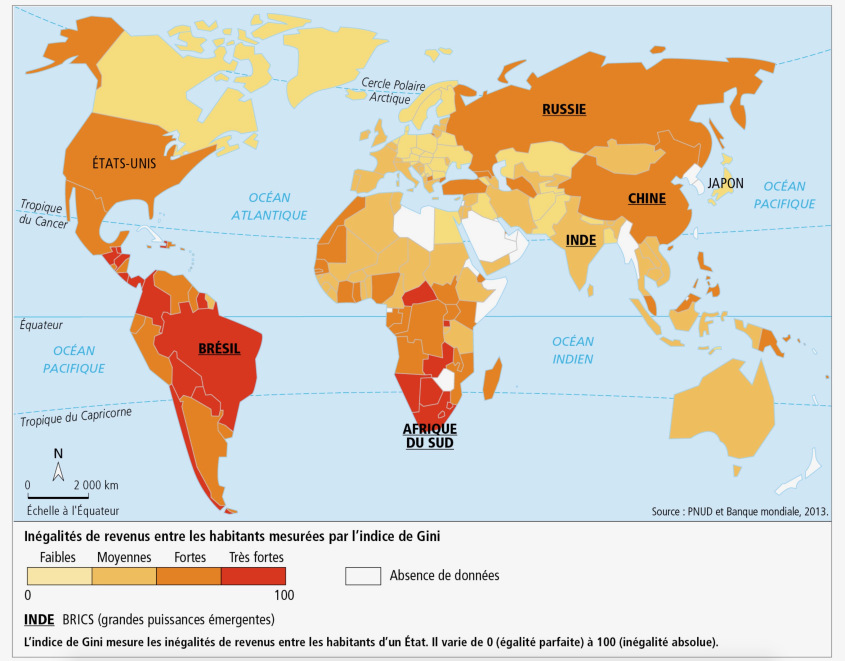 Cercle Polaire
Arctique
RUSSIE
ÉTATS-UNIS
CHINE
JAPON
OCÉAN
PACIFIQUE
OCÉAN
ATLANTIQUE
Tropique
du Cancer
INDE
Équateur
BRÉSIL
OCÉAN
PACIFIQUE
OCÉAN
INDIEN
Tropique du Capricorne
AFRIQUE
DU SUD
N
0 2 000 km
Échelle à l'Équateur
Source : PNUD et Banque mondiale, 2013.
Inégalités de revenus entre les habitants mesurées par l'indice de Gini
Faibles Moyennes Fortes Très fortes
Absence de données
0 100
INDE BRICS (grandes puissances émergentes)
L'indice de Gini mesure les inégalités de revenus entre les habitants d'un État. Il varie de 0 (égalité parfaite) à 100 (inégalité absolue).